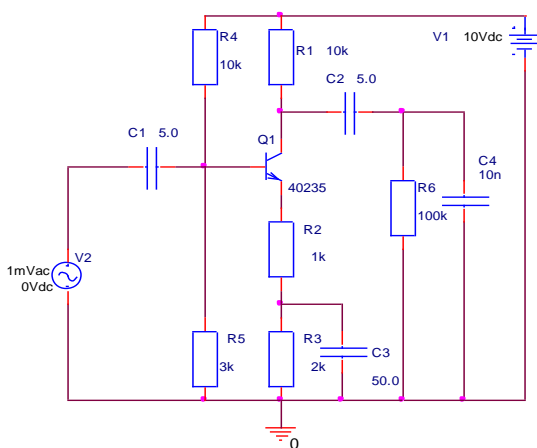 R4
R1 10k
V1 10Vdc
10k
C2 5.0
C1 5.0
Q1
C4
10n
40235
R6
100k
R2
V2
1k
1mVac
0Vdc
R5
R3
C3
3k
2k
50.0
0